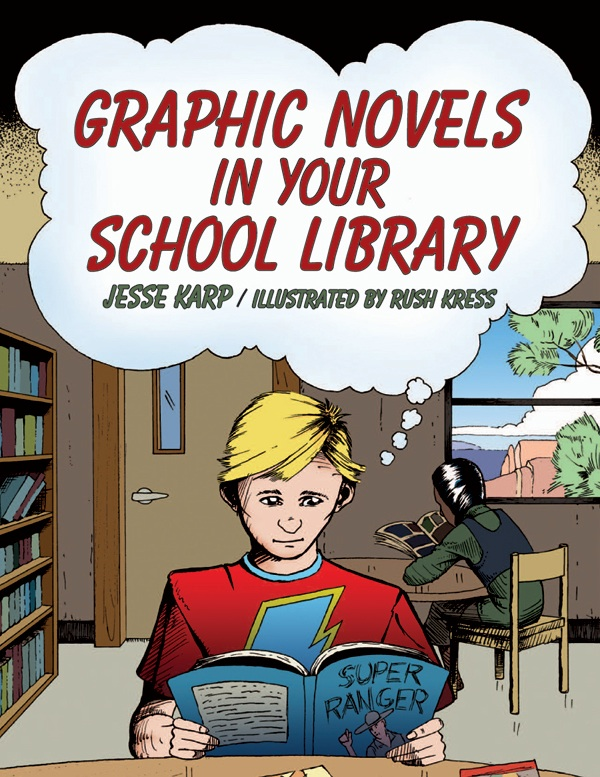 GRAPHIC NOVELS
IN YOUR
SCHOOL LIBRARY
JESSE KARP / ILLUSTRATED BY RUSH KRESS
SUPER
RANGER